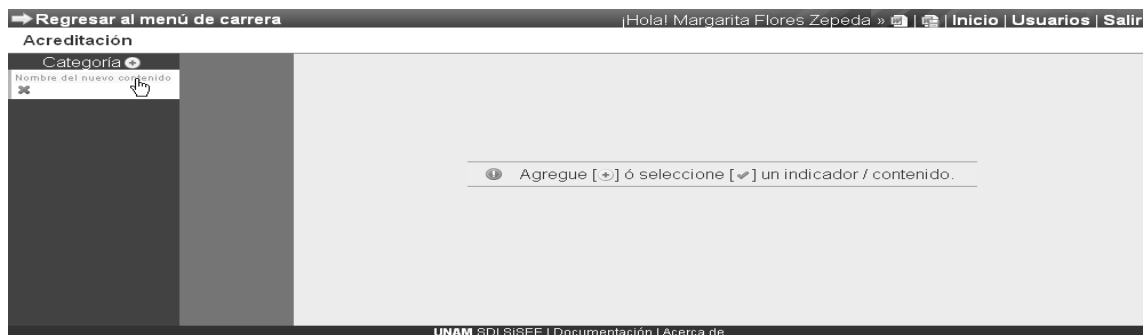 Regresar al menú de carrera
¡Hola! Margarita Flores Zepeda » | | Inicio | Usuarios | Salir
Acreditación
Categoría
Nombre del nuevo contenido
Agregue [+] ó seleccione [✔] un indicador / contenido.
UNAM SDI SiSEE | Documentación | Acerca de